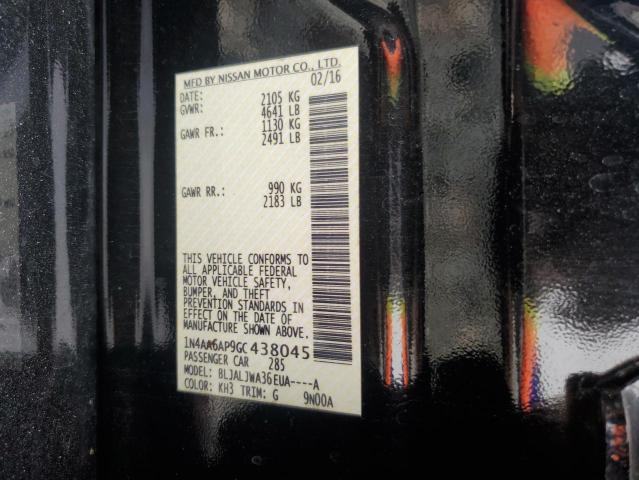 MFD BY NISSAN MOTOR CO., LTD.
DATE: 02/16
GVWR: 2105 KG
4641 LB
GAWR FR.: 1130 KG
2491 LB
GAWR RR.: 990 KG
2183 LB
THIS VEHICLE CONFORMS TO
ALL APPLICABLE FEDERAL
MOTOR VEHICLE SAFETY,
BUMPER, AND THEFT
PREVENTION STANDARDS IN
EFFECT ON THE DATE OF
MANUFACTURE SHOWN ABOVE.
1N4AA6AP9GC 438045
PASSENGER CAR 285
MODEL: BLJALJWA36EUA----A
COLOR: KH3 TRIM: G 9N00A